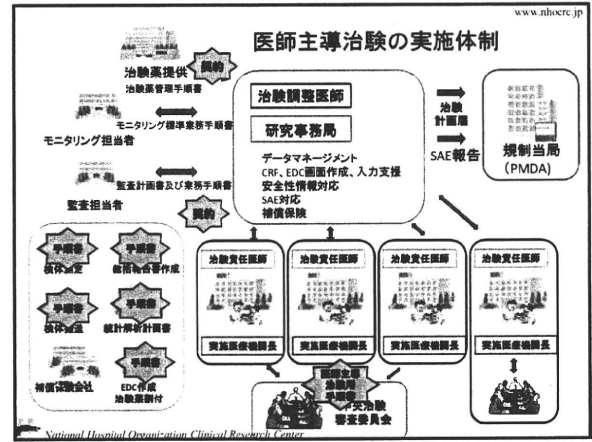 www.nhocrc.jp
医師主導治験の実施体制
治験薬提供
治験薬管理手順書
契約
モニタリング標準業務手順書
モニタリング担当者
監査計画書及び業務手順書
監査担当者
契約
治験調整医師
研究事務局
データマネージメント
CRF、EDC画面作成、入力支援
安全性情報対応
SAE対応
補償保険
治験
計画届
SAE報告
規制当局
(PMDA)
手順書
検体測定
手順書
総括報告書作成
手順書
手順書
統計解析計画書
補償保険会社
手順書
EDC作成
治験薬割付
治験責任医師
実施医療機関長
治験責任医師
実施医療機関長
治験責任医師
実施医療機関長
治験責任医師
実施医療機関長
医師主導
治験用
手順書
中央治験
審査委員会
National Hospital Organization Clinical Research Center